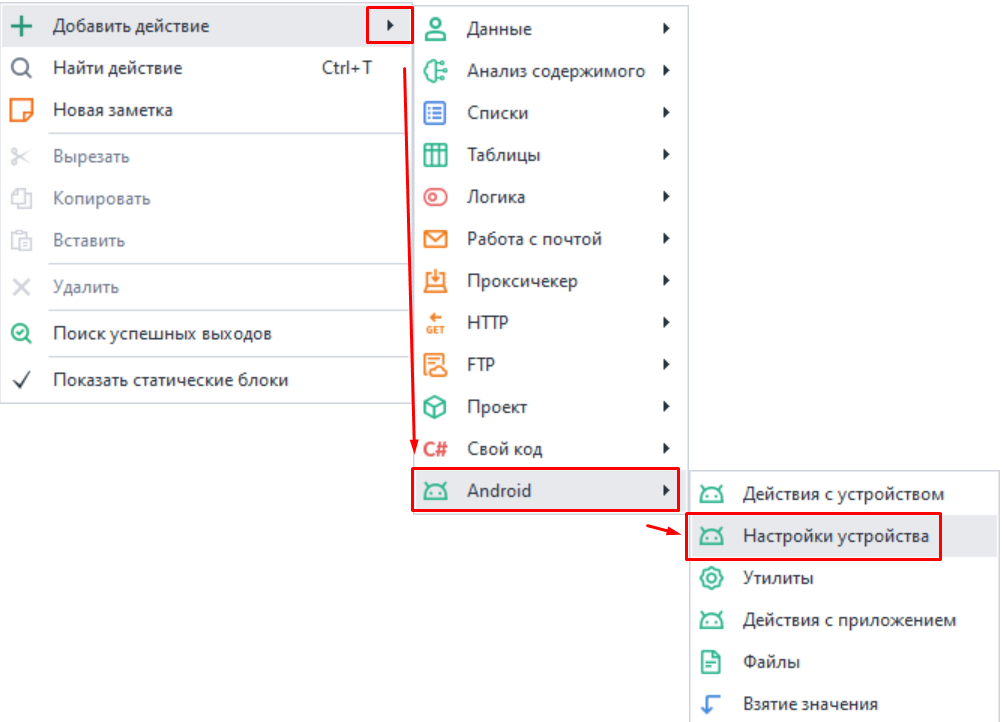 Добавить действие
Найти действие Ctrl+T
Новая заметка
Вырезать
Копировать
Вставить
Удалить
Поиск успешных выходов
Показать статические блоки
Данные
Анализ содержимого
Списки
Таблицы
Логика
Работа с почтой
Проксичекер
GET HTTP
FTP
Проект
C# Свой код
Android
Действия с устройством
Настройки устройства
Утилиты
Действия с приложением
Файлы
Взятие значения